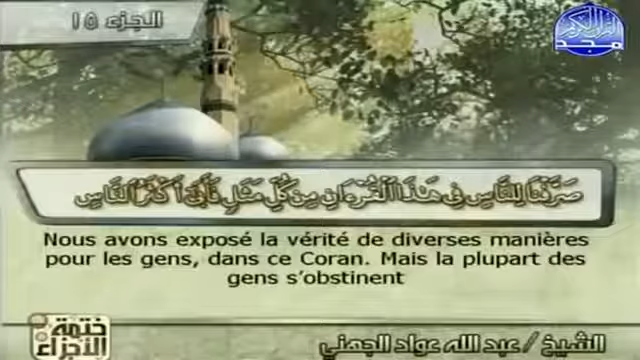 الجزء ١٥
القرآن الكريم
مجد
صَرَّفْنَا لِلنَّاسِ فِي هَذَا الْقُرْءَانِ مِن كُلِّ مَثَلٍ فَأَبَى أَكْثَرُ النَّاسِ
Nous avons exposé la vérité de diverses manières
pour les gens, dans ce Coran. Mais la plupart des
gens s’obstinent
ختمة
الأجزاء
الشيخ / عبد الله عواد الجهني